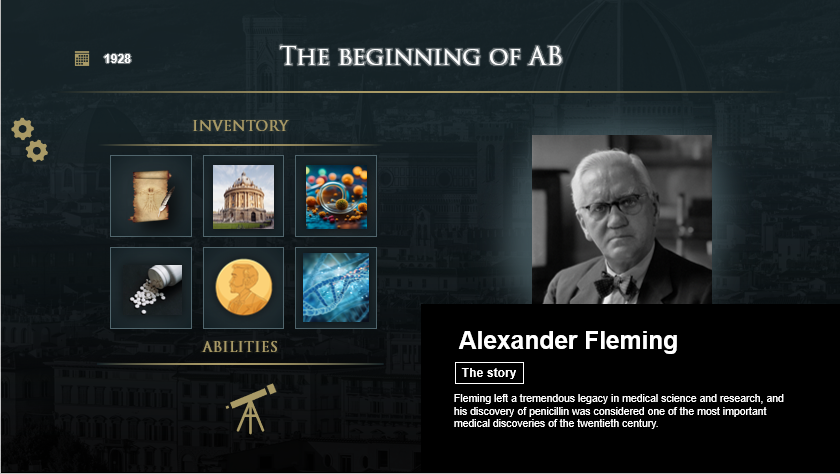 1928
The beginning of AB
INVENTORY
ABILITIES
Alexander Fleming
The story
Fleming left a tremendous legacy in medical science and research, and
his discovery of penicillin was considered one of the most important
medical discoveries of the twentieth century.